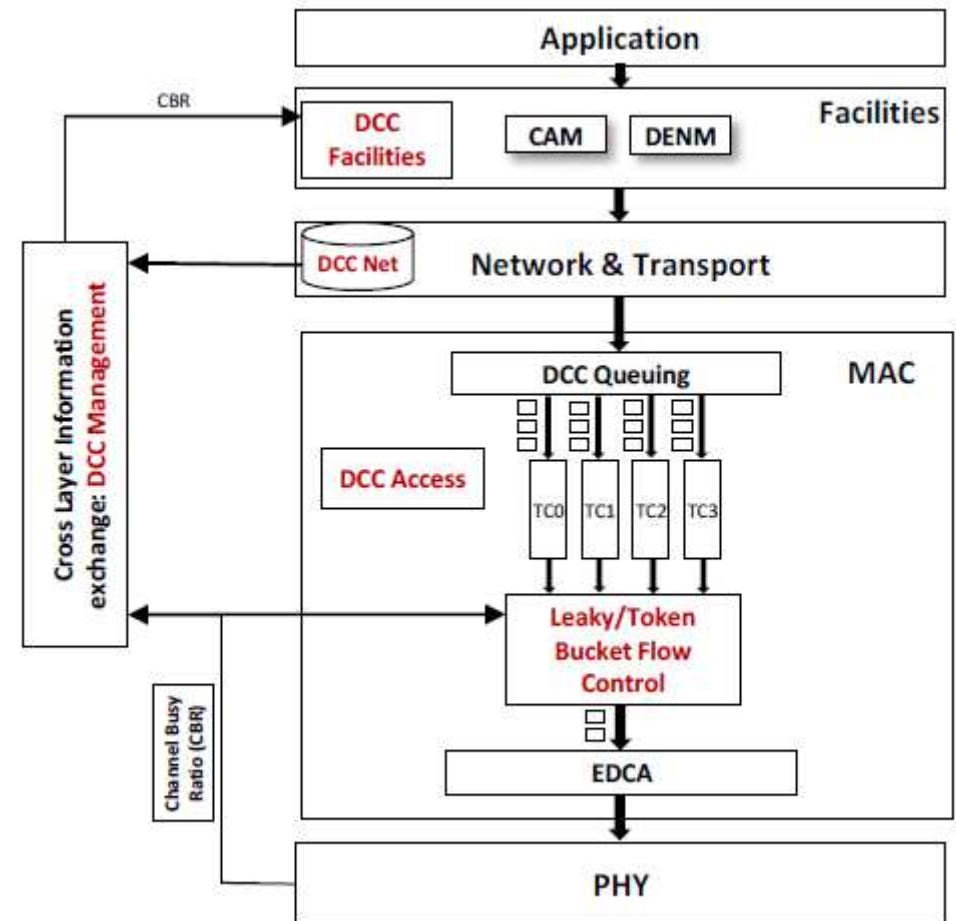 Application
CBR
Facilities
DCC
Facilities
CAM
DENM
DCC Net
Network & Transport
Cross Layer Information
exchange: DCC Management
MAC
DCC Queuing
DCC Access
TC0
TC1
TC2
TC3
Leaky/Token
Bucket Flow
Control
Channel Busy
Ratio (CBR)
EDCA
PHY